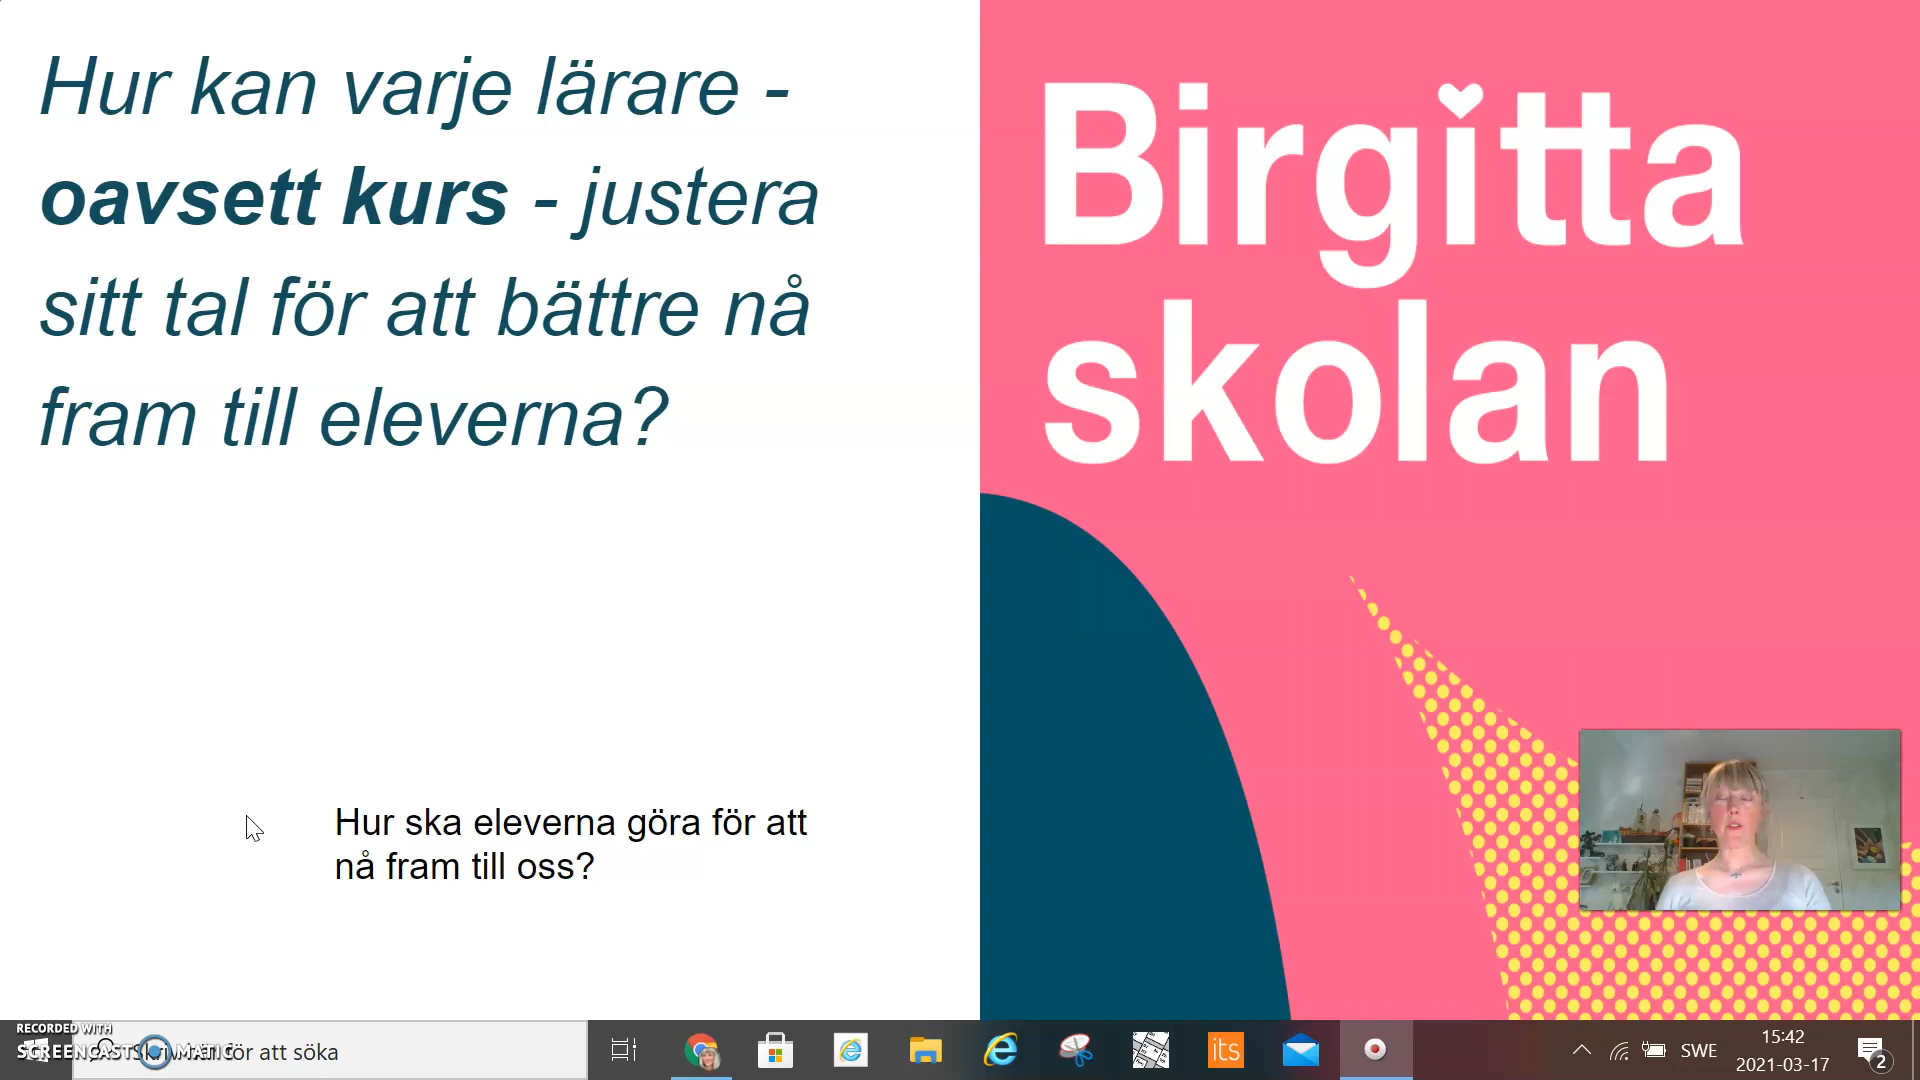 Hur kan varje lärare -
oavsett kurs - justera
sitt tal för att bättre nå
fram till eleverna?
Birgitta
skolan
Hur ska eleverna göra för att
nå fram till oss?
RECORDED WITH
SCREENCAST MATIC
för att söka
its
SWE
15:42
2021-03-17
2